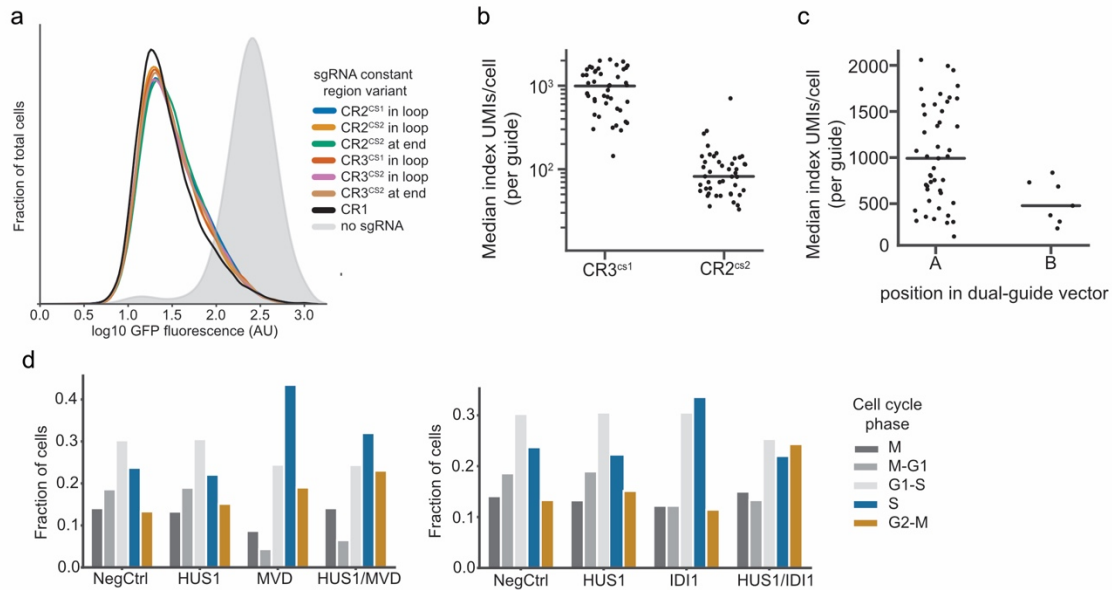 a
Fraction of total cells
0.0 0.5 1.0 1.5 2.0 2.5 3.0
log10 GFP fluorescence (AU)
sgRNA constant
region variant
CR2CS1 in loop
CR2CS2 in loop
CR2CS2 at end
CR3CS1 in loop
CR3CS2 in loop
CR3CS2 at end
CR1
no sgRNA
b
Median index UMIs/cell
(per guide)
10³
10²
CR3cs1 CR2cs2
c
Median index UMIs/cell
(per guide)
2000
1500
1000
500
0
A B
position in dual-guide vector
d
Fraction of cells
0.4
0.3
0.2
0.1
0.0
NegCtrl HUS1 MVD HUS1/MVD
Fraction of cells
0.3
0.2
0.1
0.0
NegCtrl HUS1 IDI1 HUS1/IDI1
Cell cycle
phase
M
M-G1
G1-S
S
G2-M